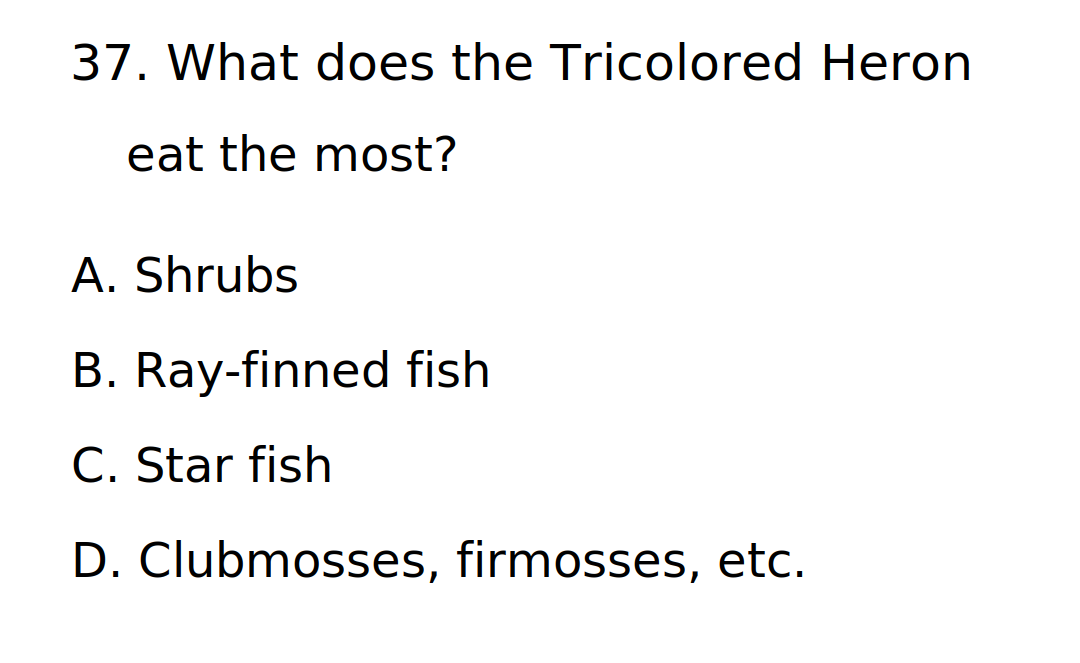 37. What does the Tricolored Heron
eat the most?
A. Shrubs
B. Ray-finned fish
C. Star fish
D. Clubmosses, firmosses, etc.